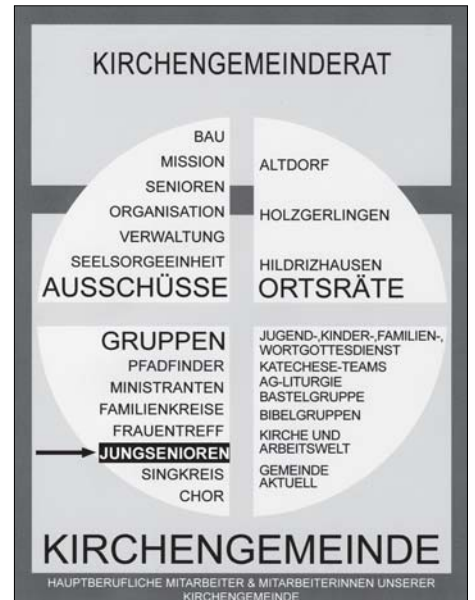 KIRCHENGEMEINDERAT
BAU
MISSION
SENIOREN
ORGANISATION
VERWALTUNG
SEELSORGEEINHEIT
AUSSCHÜSSE
ALTDORF
HOLZGERLINGEN
HILDRIZHAUSEN
ORTSRÄTE
GRUPPEN
PFADFINDER
MINISTRANTEN
FAMILIENKREISE
FRAUENTREFF
JUNGSENIOREN
SINGKREIS
CHOR
JUGEND-,KINDER-,FAMILIEN-,
WORTGOTTESDIENST
KATECHESE-TEAMS
AG-LITURGIE
BASTELGRUPPE
BIBELGRUPPEN
KIRCHE UND
ARBEITSWELT
GEMEINDE
AKTUELL
KIRCHENGEMEINDE
HAUPTBERUFLICHE MITARBEITER & MITARBEITERINNEN UNSERER
KIRCHENGEMEINDE